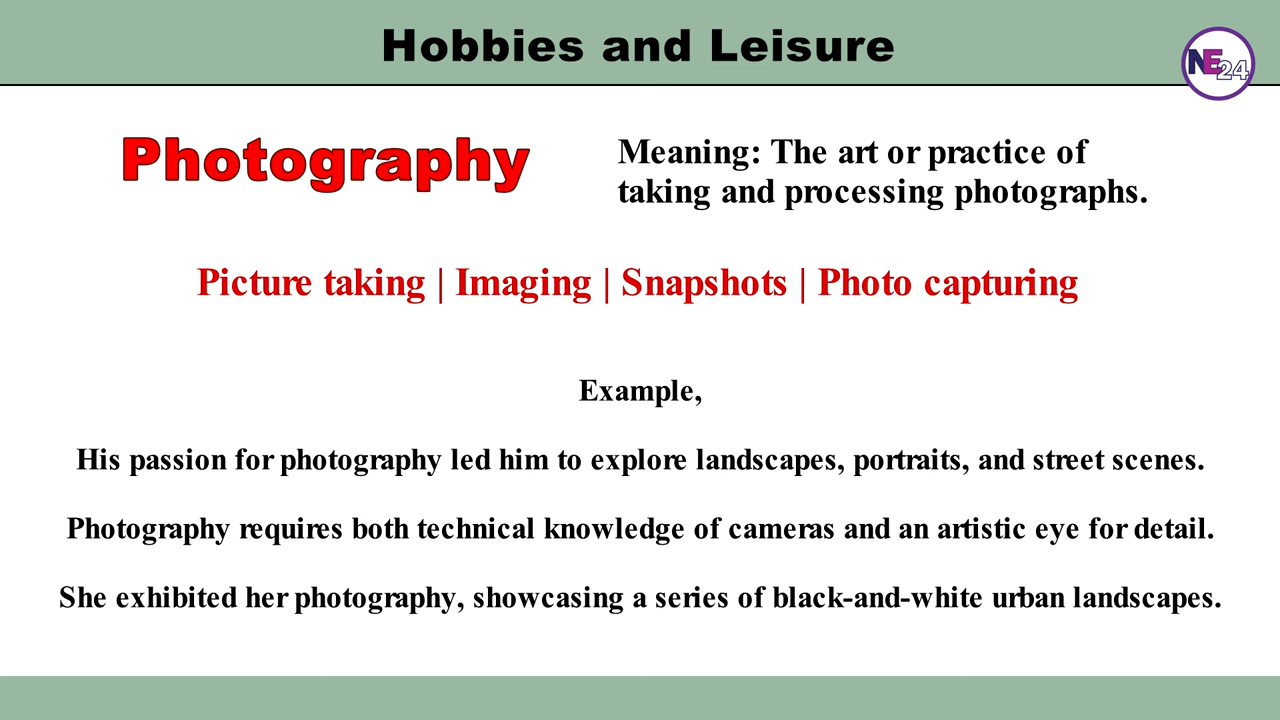 Hobbies and Leisure
NE24
Photography
Meaning: The art or practice of
taking and processing photographs.
Picture taking | Imaging | Snapshots | Photo capturing
Example,
His passion for photography led him to explore landscapes, portraits, and street scenes.
Photography requires both technical knowledge of cameras and an artistic eye for detail.
She exhibited her photography, showcasing a series of black-and-white urban landscapes.